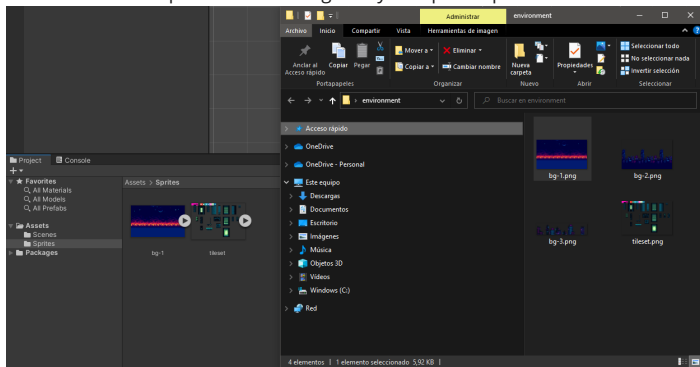 Administrar
environment
Archivo
Inicio
Compartir
Vista
Herramientas de imagen
Anclar al
Acceso rápido
Copiar
Pegar
Portapapeles
Mover a
Copiar a
Eliminar
Cambiar nombre
Organizar
Nueva
carpeta
Nuevo
Propiedades
Abrir
Seleccionar todo
No seleccionar nada
Invertir selección
Seleccionar
environment
Buscar en environment
Acceso rápido
OneDrive
OneDrive - Personal
Este equipo
Descargas
Documentos
Escritorio
Imágenes
Música
Objetos 3D
Vídeos
Windows (C:)
Red
bg-1.png
bg-2.png
bg-3.png
tileset.png
4 elementos
1 elemento seleccionado 5,92 KB
Project
Console
Favorites
All Materials
All Models
All Prefabs
Assets
Scenes
Sprites
Packages
Assets > Sprites
bg-1
tileset